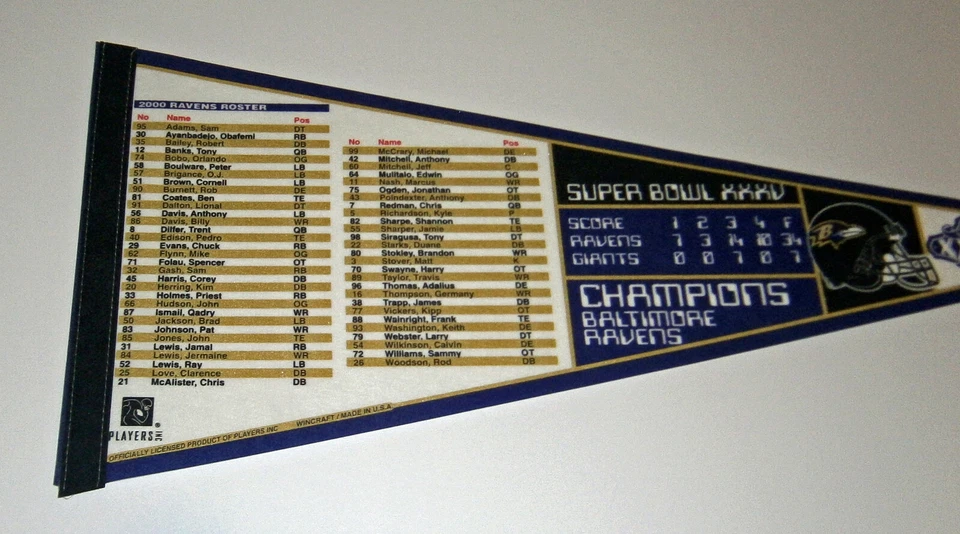 2000 RAVENS ROSTER
No Name Pos
95 Adams, Sam DT
30 Ayanbadejo, Obafemi RB
35 Bailey, Robert DB
12 Banks, Tony QB
74 Bobo, Orlando OG
58 Boulware, Peter LB
57 Brigance, O.J. LB
51 Brown, Cornell LB
90 Burnett, Rob DE
81 Coates, Ben TE
91 Dalton, Lional DT
56 Davis, Anthony LB
86 Davis, Billy WR
8 Dilfer, Trent QB
40 Edison, Pedro TE
29 Evans, Chuck RB
62 Flynn, Mike OG
71 Folau, Spencer OT
32 Gash, Sam RB
45 Harris, Corey DB
20 Herring, Kim DB
33 Holmes, Priest RB
66 Hudson, John OG
87 Ismail, Qadry WR
50 Jackson, Brad LB
83 Johnson, Pat WR
85 Jones, John TE
31 Lewis, Jamal RB
84 Lewis, Jermaine WR
52 Lewis, Ray LB
25 Love, Clarence DB
21 McAlister, Chris DB
No Name Pos
99 McCrary, Michael DE
42 Mitchell, Anthony DB
60 Mitchell, Jeff C
64 Mulitalo, Edwin OG
11 Nash, Marcus WR
75 Ogden, Jonathan OT
43 Poindexter, Anthony DB
7 Redman, Chris QB
5 Richardson, Kyle P
82 Sharpe, Shannon TE
55 Sharper, Jamie LB
98 Siragusa, Tony DT
22 Starks, Duane DB
80 Stokley, Brandon WR
3 Stover, Matt K
70 Swayne, Harry OT
89 Taylor, Travis WR
96 Thomas, Adalius DE
16 Thompson, Germany WR
38 Trapp, James DB
77 Vickers, Kipp OT
88 Wainright, Frank TE
93 Washington, Keith DE
79 Webster, Larry DT
54 Wilkinson, Calvin DE
72 Williams, Sammy OT
26 Woodson, Rod DB
SUPER BOWL XXXV
SCORE 1 2 3 4 F
RAVENS 7 3 14 10 34
GIANTS 0 0 7 0 7
CHAMPIONS
BALTIMORE
RAVENS
PLAYERS INC ®
OFFICIALLY LICENSED PRODUCT OF PLAYERS INC WINCRAFT / MADE IN U.S.A.